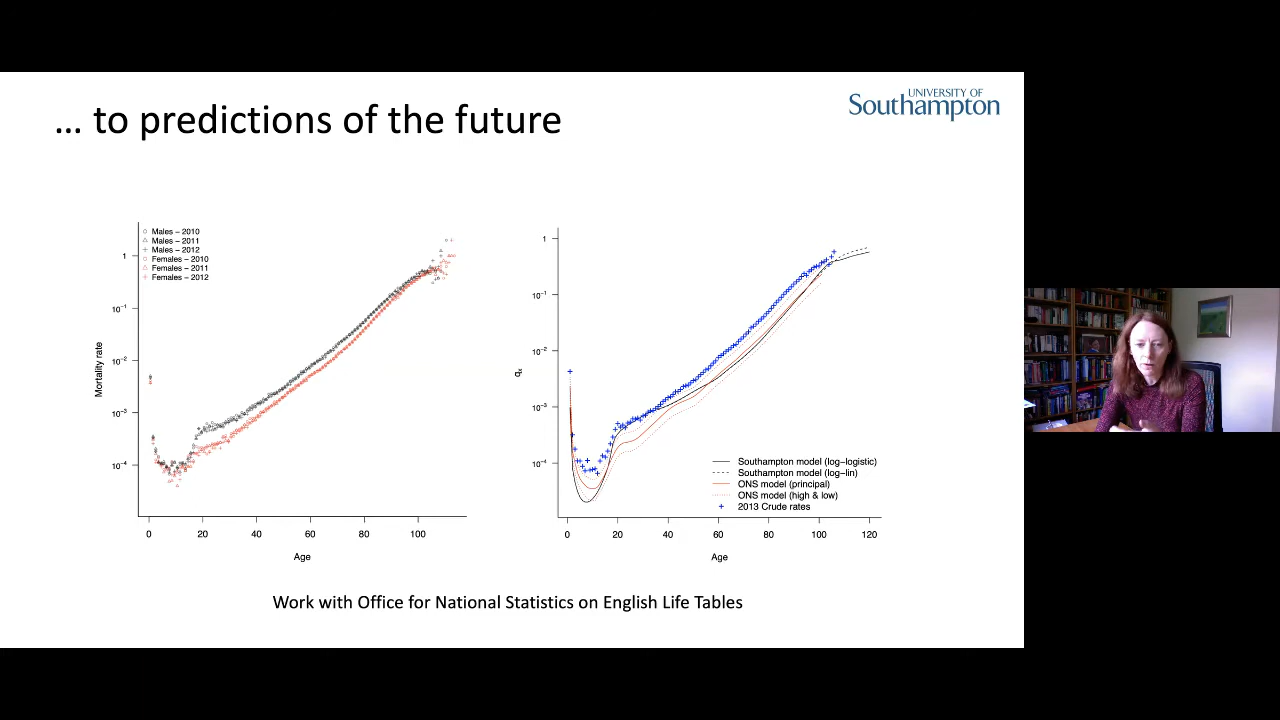 … to predictions of the future
UNIVERSITY OF
Southampton
Males − 2010
Males − 2011
Males − 2012
Females − 2010
Females − 2011
Females − 2012
1
10−1
10−2
10−3
10−4
Mortality rate
0 20 40 60 80 100
Age
1
10−1
10−2
10−3
10−4
qx
Southampton model (log−logistic)
Southampton model (log−lin)
ONS model (principal)
ONS model (high & low)
2013 Crude rates
0 20 40 60 80 100 120
Age
Work with Office for National Statistics on English Life Tables